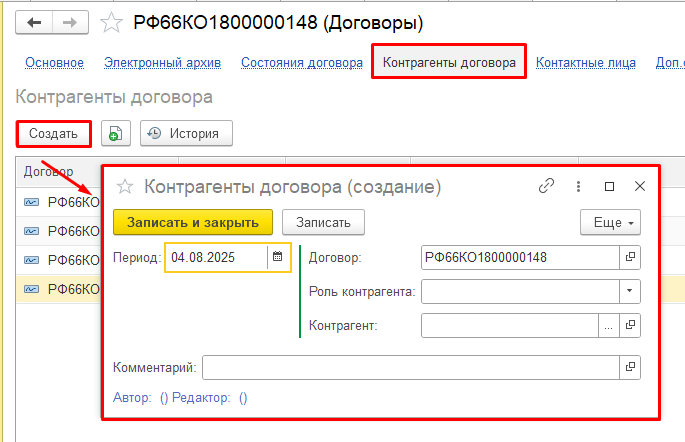 РФ66КО1800000148 (Договоры)
Основное Электронный архив Состояния договора Контрагенты договора Контактные лица Доп.с
Контрагенты договора
Создать История
Договор
РФ66КО
РФ66КО
РФ66КО
РФ66КО
Контрагенты договора (создание)
Записать и закрыть Записать Еще
Период: 04.08.2025 Договор: РФ66КО1800000148
Роль контрагента:
Контрагент: ...
Комментарий:
Автор: () Редактор: ()